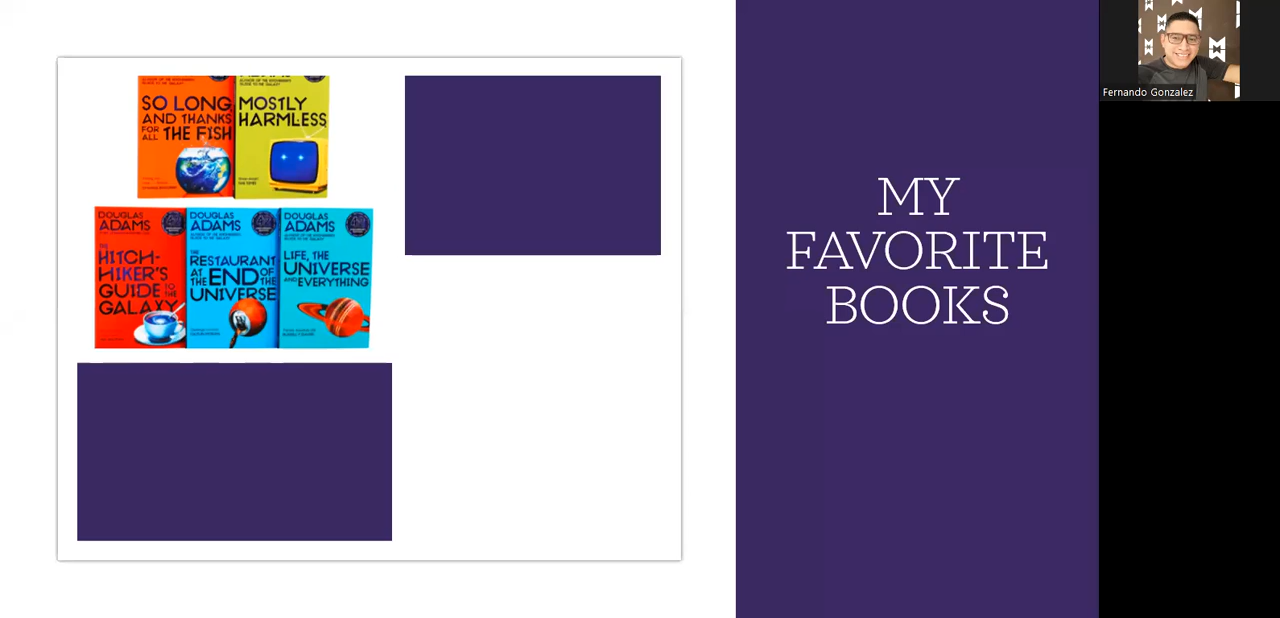 SO LONG
AND THANKS
FOR ALL THE FISH
MOSTLY
HARMLESS
DOUGLAS
ADAMS
THE
HITCH-
HIKER'S
GUIDE TO THE
GALAXY
DOUGLAS
ADAMS
THE
RESTAURANT
AT THE END OF THE
UNIVERSE
DOUGLAS
ADAMS
LIFE, THE
UNIVERSE
AND EVERYTHING
MY
FAVORITE
BOOKS
Fernando Gonzalez